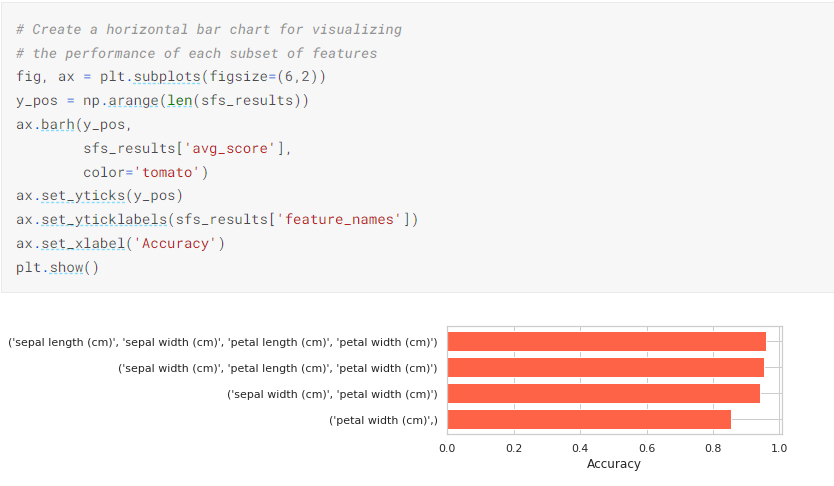 # Create a horizontal bar chart for visualizing
# the performance of each subset of features
fig, ax = plt.subplots(figsize=(6,2))
y_pos = np.arange(len(sfs_results))
ax.barh(y_pos,
        sfs_results['avg_score'],
        color='tomato')
ax.set_yticks(y_pos)
ax.set_yticklabels(sfs_results['feature_names'])
ax.set_xlabel('Accuracy')
plt.show()
('sepal length (cm)', 'sepal width (cm)', 'petal length (cm)', 'petal width (cm)')
('sepal width (cm)', 'petal length (cm)', 'petal width (cm)')
('sepal width (cm)', 'petal width (cm)')
('petal width (cm)',)
0.0 0.2 0.4 0.6 0.8 1.0
Accuracy